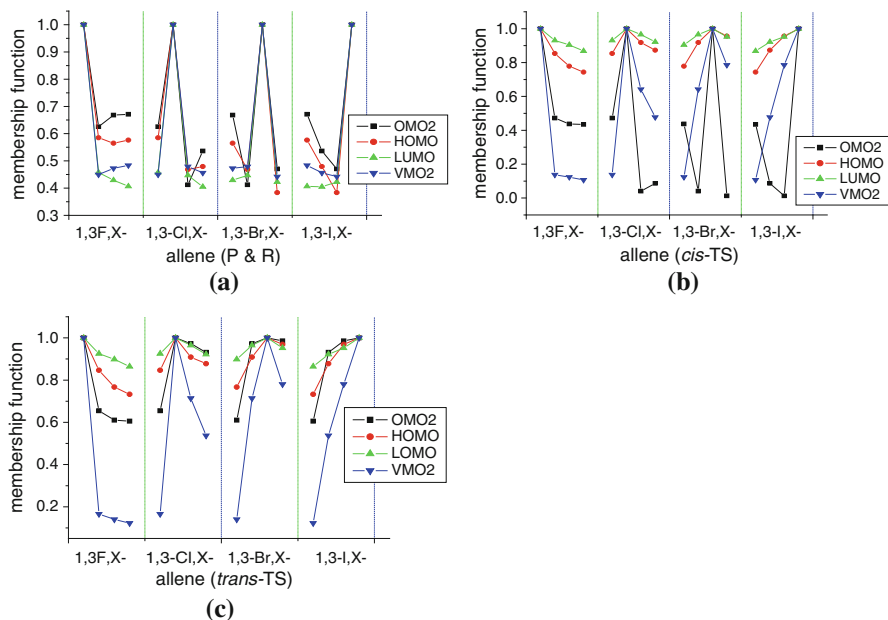 membership function
1.0
0.9
0.8
0.7
0.6
0.5
0.4
0.3
OMO2
HOMO
LUMO
VMO2
1,3F,X- 1,3-Cl,X- 1,3-Br,X- 1,3-I,X-
allene (P & R)
(a)
membership function
1.0
0.8
0.6
0.4
0.2
0.0
OMO2
HOMO
LUMO
VMO2
1,3F,X- 1,3-Cl,X- 1,3-Br,X- 1,3-I,X-
allene (cis-TS)
(b)
membership function
1.0
0.8
0.6
0.4
0.2
OMO2
HOMO
LOMO
VMO2
1,3F,X- 1,3-Cl,X- 1,3-Br,X- 1,3-I,X-
allene (trans-TS)
(c)